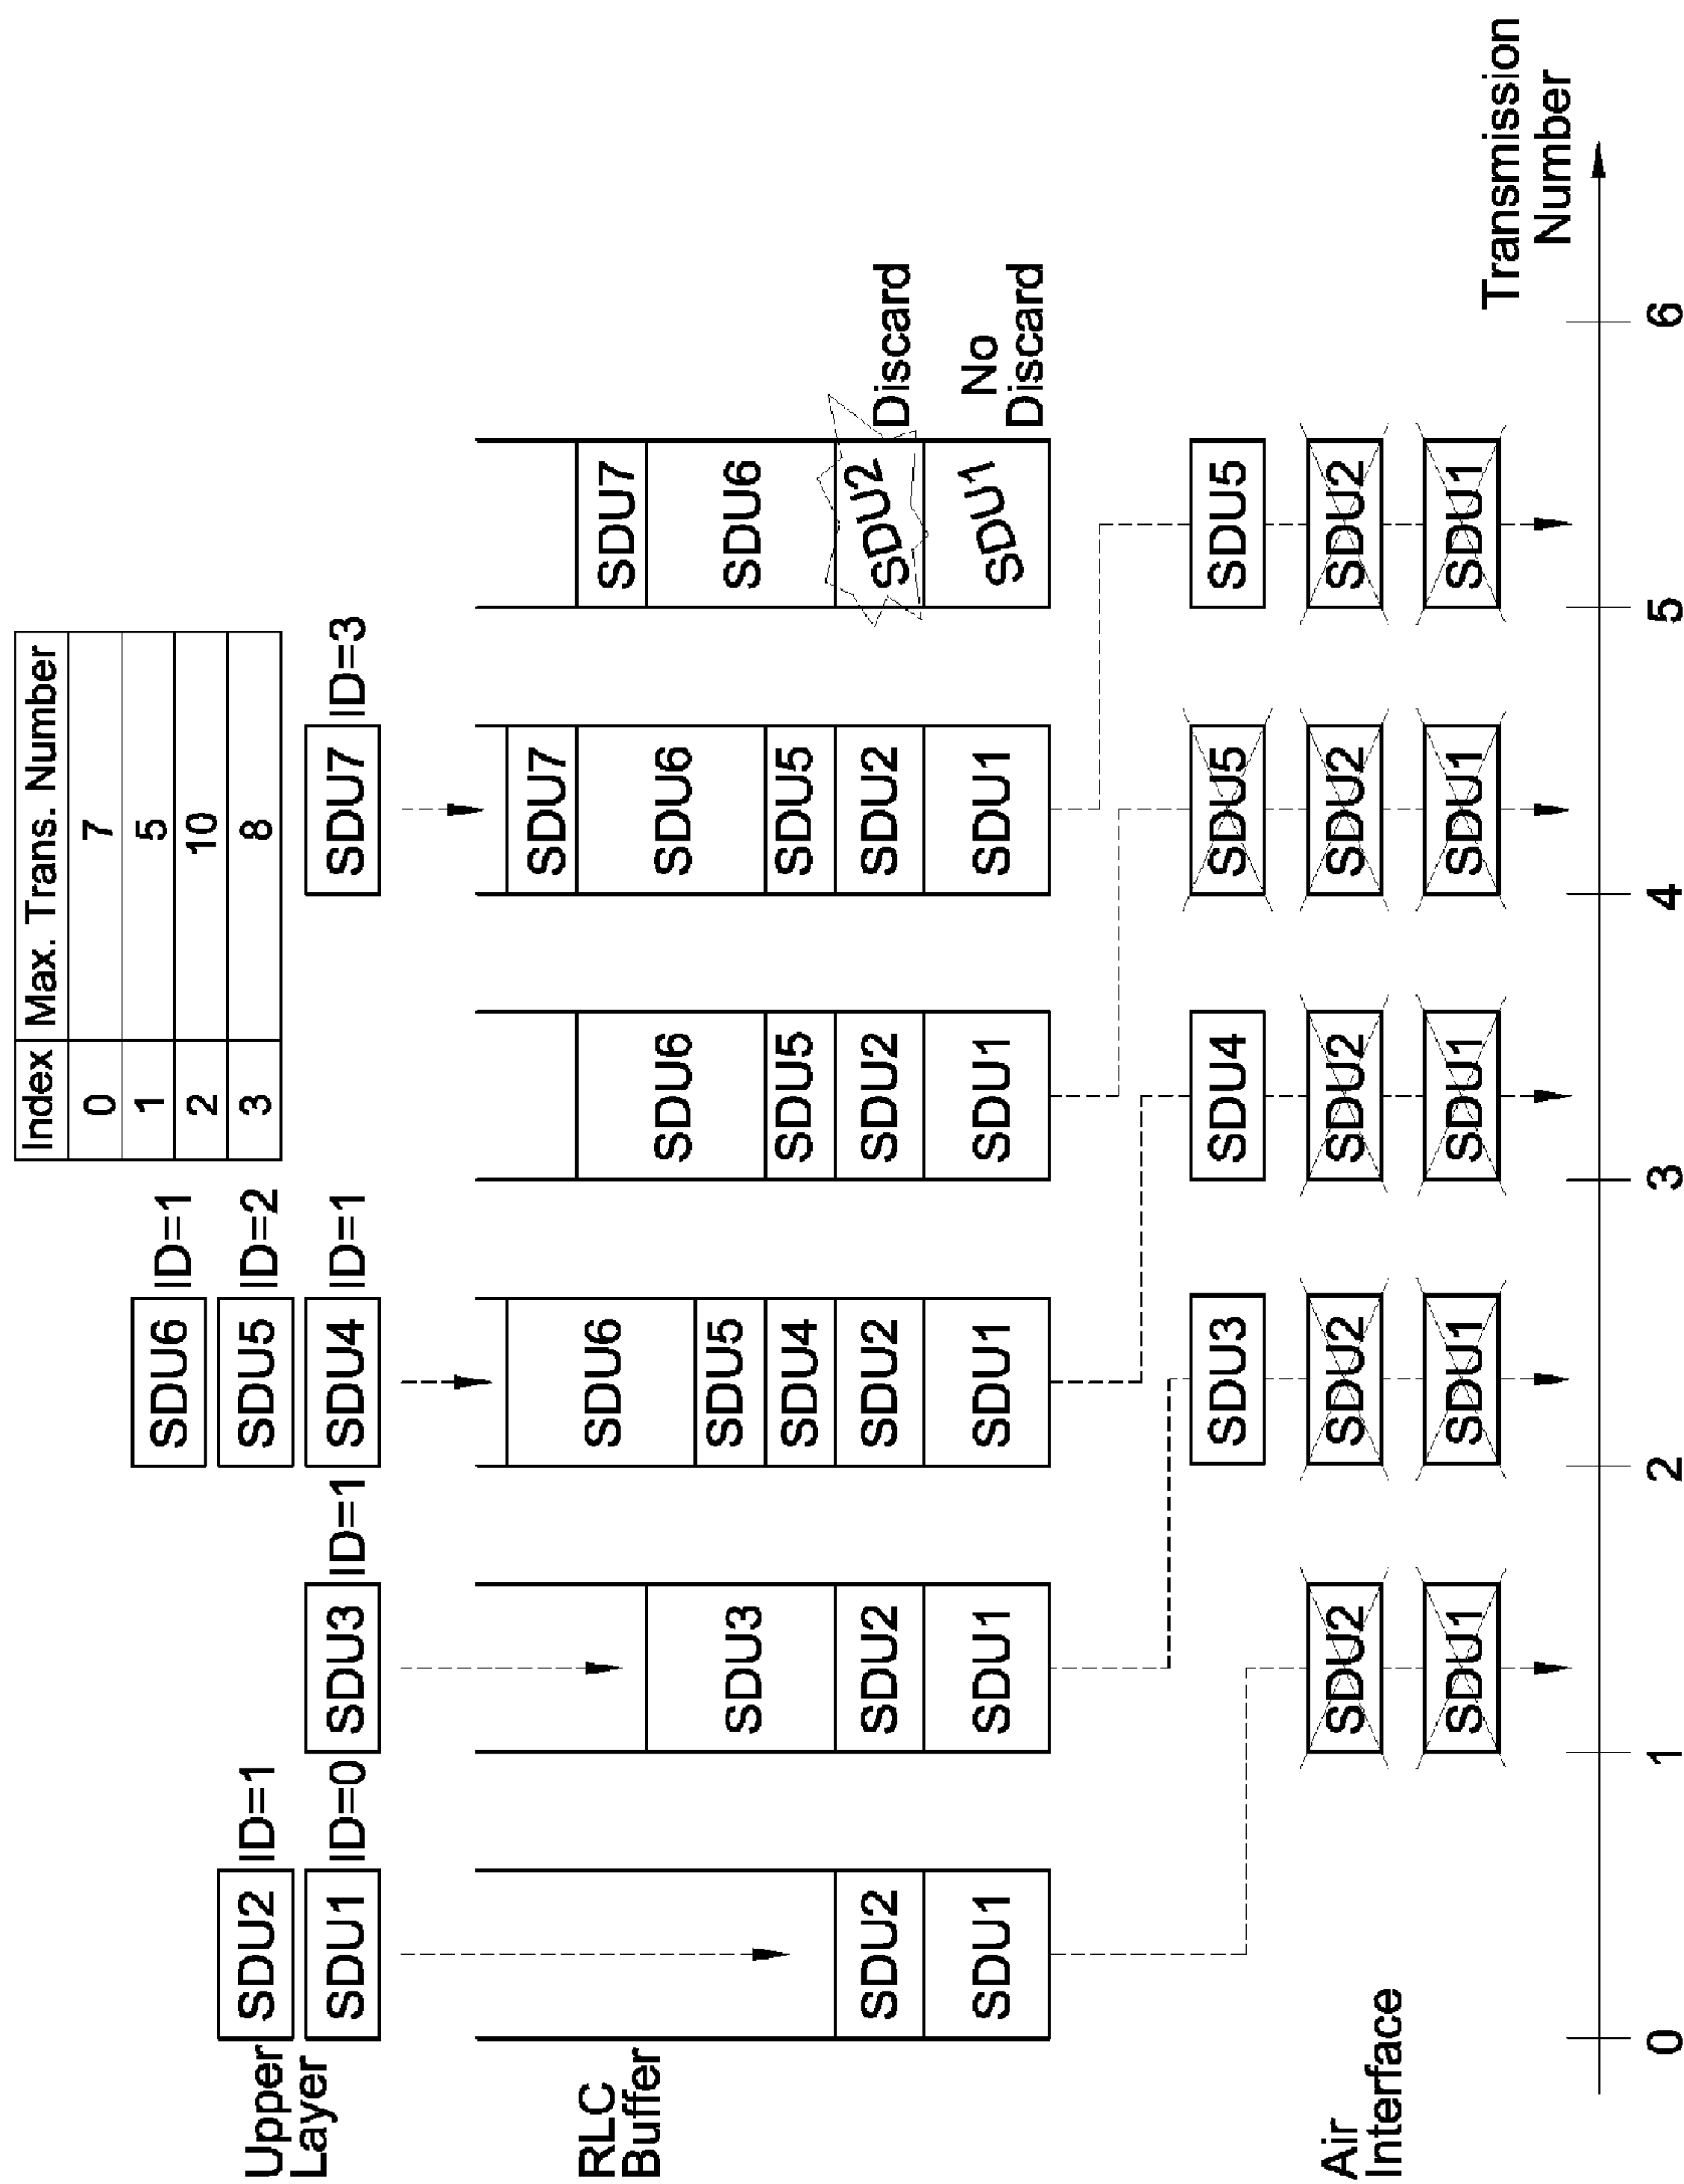 Index Max. Trans. Number
0 7
1 5
2 10
3 8
SDU6 ID=1
SDU2 ID=1 SDU5 ID=2
Upper Layer
SDU1 ID=0 SDU3 ID=1 SDU4 ID=1 SDU7 ID=3
RLC Buffer
SDU2
SDU1
SDU3
SDU2
SDU1
SDU6
SDU5
SDU4
SDU2
SDU1
SDU6
SDU5
SDU2
SDU1
SDU7
SDU6
SDU5
SDU2
SDU1
SDU7
SDU6
SDU2 Discard
SDU1 No Discard
Air Interface
SDU2
SDU1
SDU3
SDU2
SDU1
SDU4
SDU2
SDU1
SDU5
SDU2
SDU1
SDU5
SDU2
SDU1
Transmission
Number
0 1 2 3 4 5 6